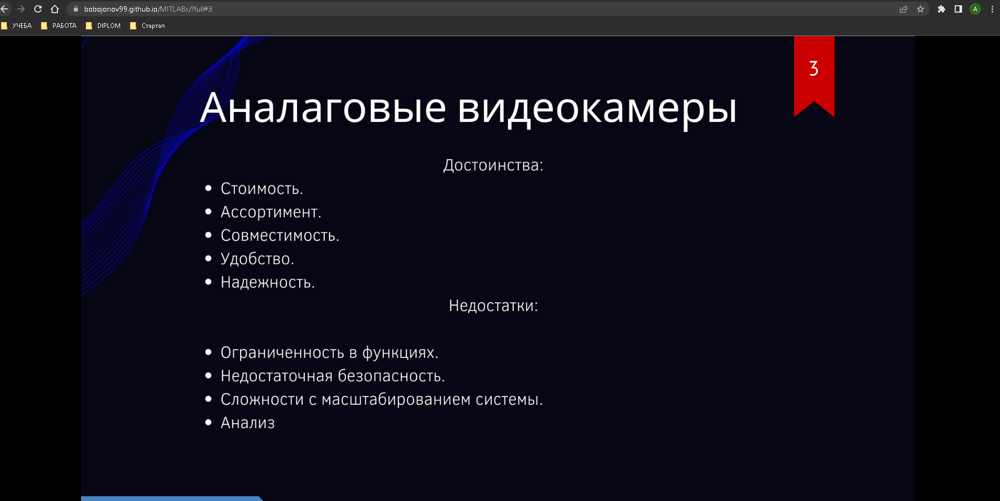 bobojonov99.github.io/MITLABs/?full#3
A
УЧЕБА РАБОТА DIPLOM Стартап
3
Аналаговые видеокамеры
Достоинства:
• Стоимость.
• Ассортимент.
• Совместимость.
• Удобство.
• Надежность.
Недостатки:
• Ограниченность в функциях.
• Недостаточная безопасность.
• Сложности с масштабированием системы.
• Анализ